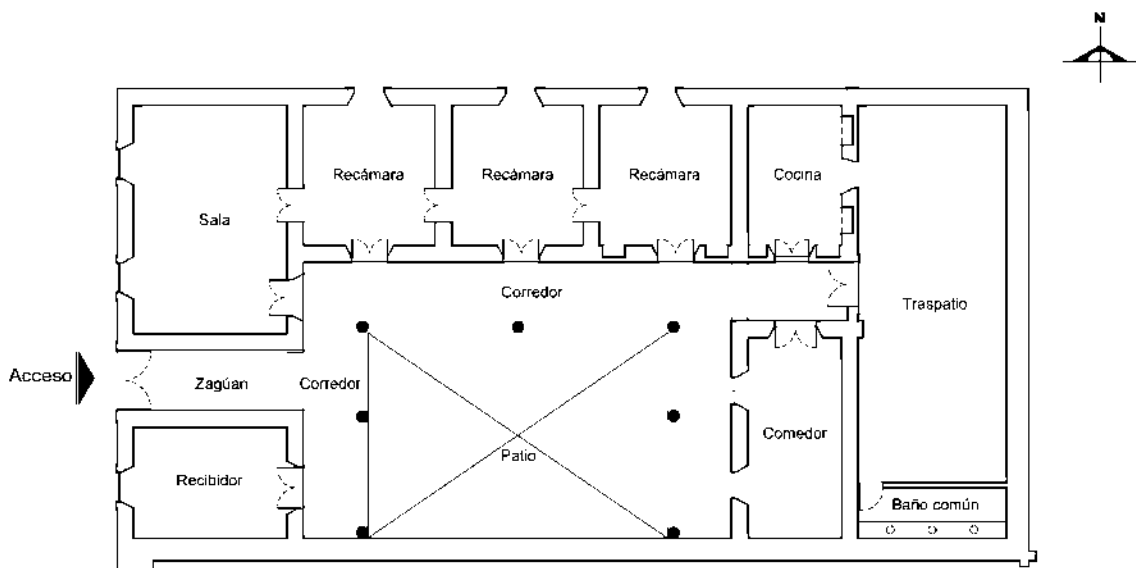 N
Recámara
Recámara
Recámara
Cocina
Sala
Corredor
Traspatio
Acceso
Zagúan
Corredor
Comedor
Patio
Recibidor
Baño común